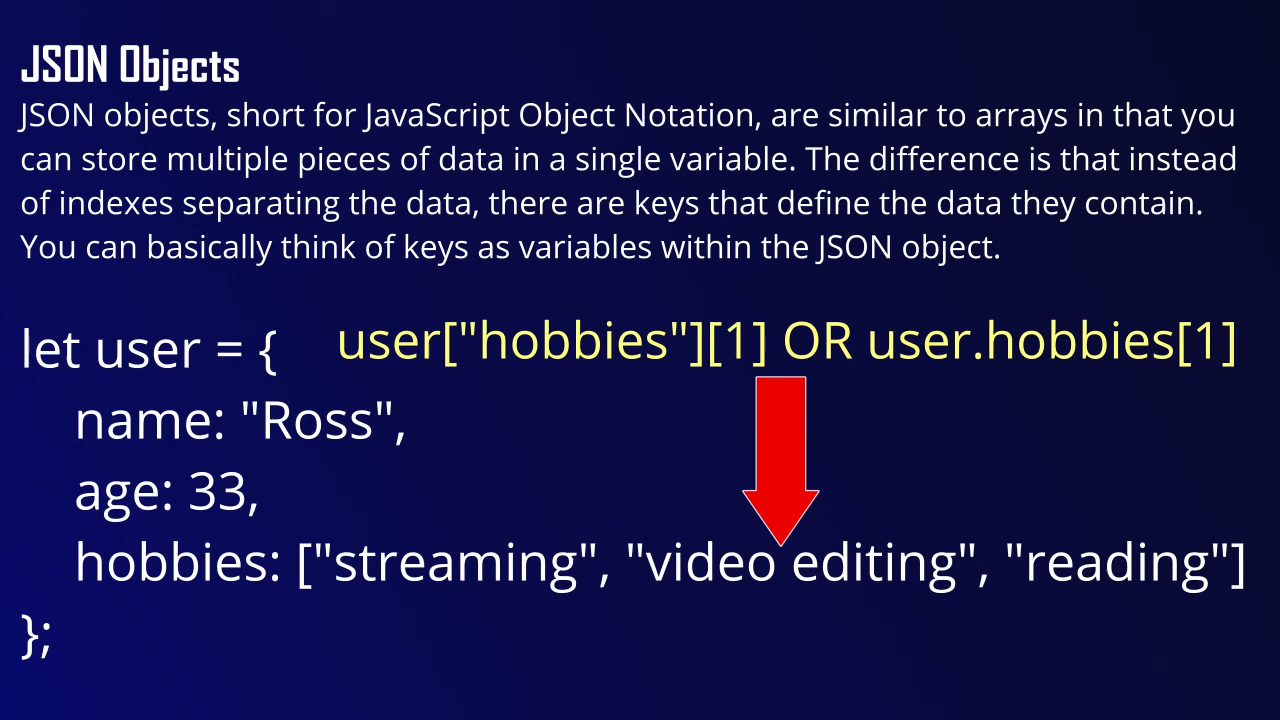 JSON Objects
JSON objects, short for JavaScript Object Notation, are similar to arrays in that you
can store multiple pieces of data in a single variable. The difference is that instead
of indexes separating the data, there are keys that define the data they contain.
You can basically think of keys as variables within the JSON object.
let user = {
user["hobbies"][1] OR user.hobbies[1]
name: "Ross",
age: 33,
hobbies: ["streaming", "video editing", "reading"]
};